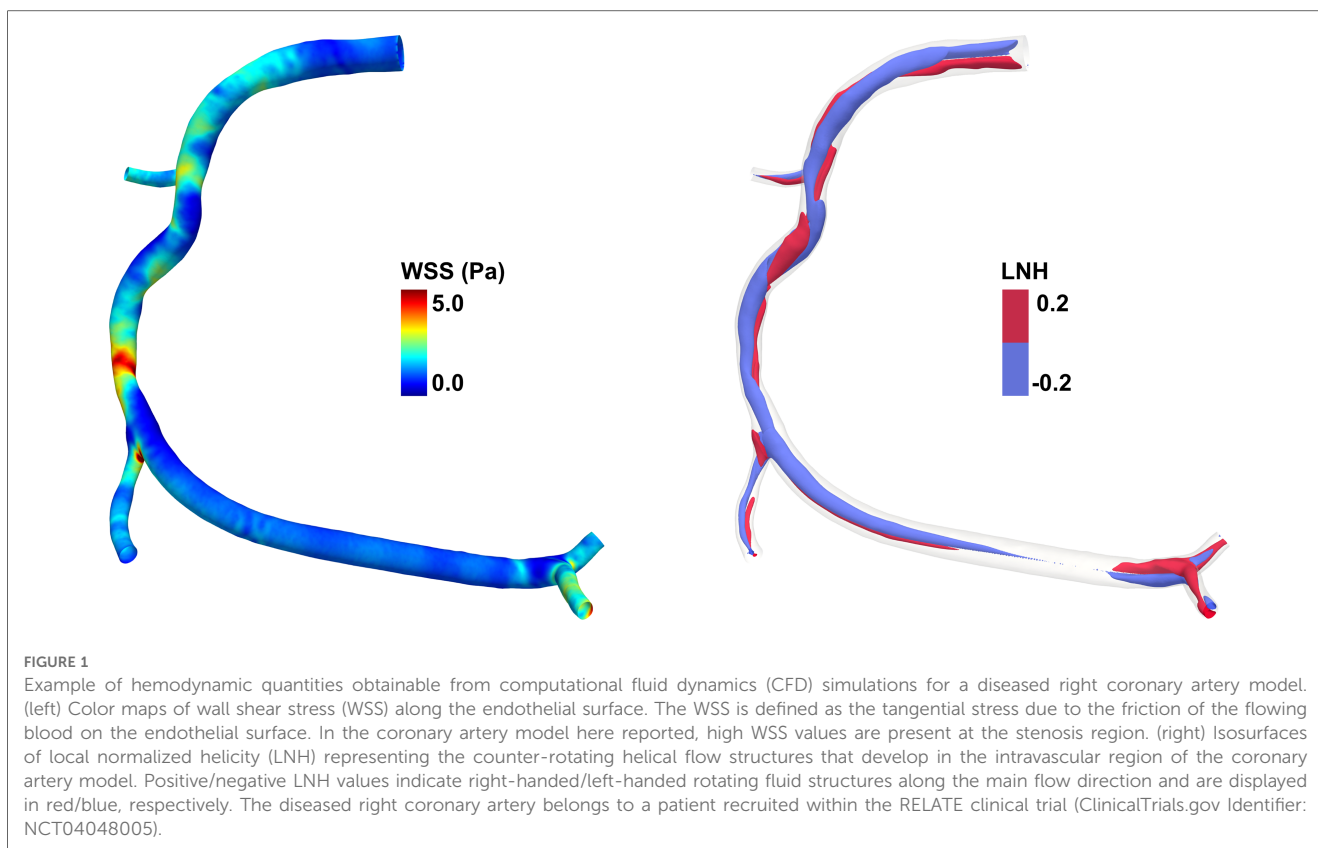 WSS (Pa)
5.0
0.0
LNH
0.2
-0.2
FIGURE 1
Example of hemodynamic quantities obtainable from computational fluid dynamics (CFD) simulations for a diseased right coronary artery model.
(left) Color maps of wall shear stress (WSS) along the endothelial surface. The WSS is defined as the tangential stress due to the friction of the flowing
blood on the endothelial surface. In the coronary artery model here reported, high WSS values are present at the stenosis region. (right) Isosurfaces
of local normalized helicity (LNH) representing the counter-rotating helical flow structures that develop in the intravascular region of the coronary
artery model. Positive/negative LNH values indicate right-handed/left-handed rotating fluid structures along the main flow direction and are displayed
in red/blue, respectively. The diseased right coronary artery belongs to a patient recruited within the RELATE clinical trial (ClinicalTrials.gov Identifier:
NCT04048005).